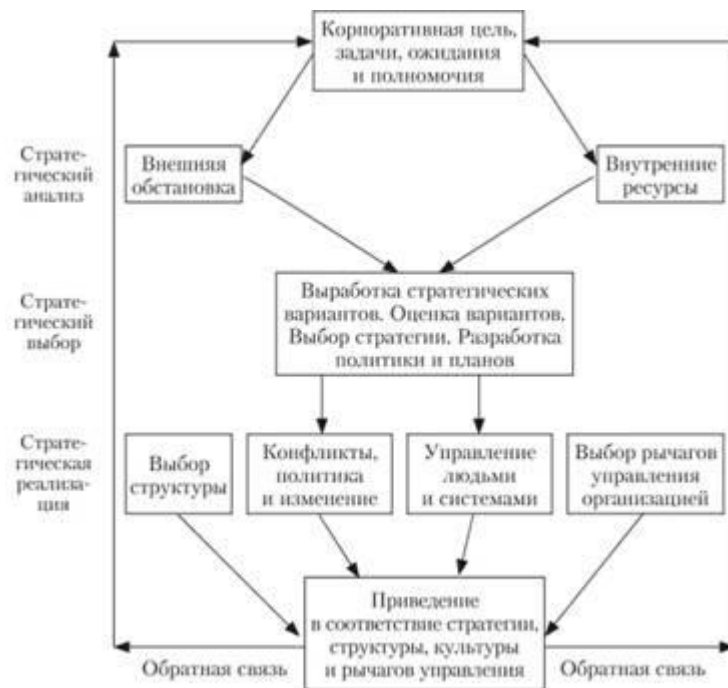 Корпоративная цель,
задачи, ожидания
и полномочия
Страте-
гический
анализ
Внешняя
обстановка
Внутренние
ресурсы
Страте-
гический
выбор
Выработка стратегических
вариантов. Оценка вариантов.
Выбор стратегии. Разработка
политики и планов
Страте-
гическая
реализа-
ция
Выбор
структуры
Конфликты,
политика
и изменение
Управление
людьми
и системами
Выбор рычагов
управления
организацией
Приведение
в соответствие стратегии,
структуры, культуры
и рычагов управления
Обратная связь
Обратная связь